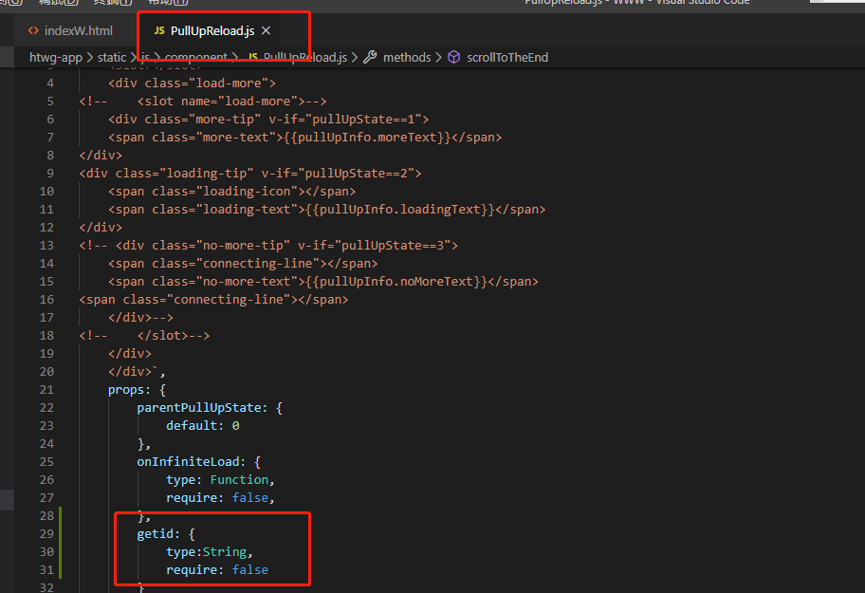 调试(D) 终端(T) 帮助(H) PullUpReload.js - WWW - Visual Studio Code
<> indexW.html JS PullUpReload.js ×
htwg-app > static > js > component > JS PullUpReload.js > methods > scrollToTheEnd
4 <div class="load-more">
5 <!-- <slot name="load-more">-->
6 <div class="more-tip" v-if="pullUpState==1">
7 <span class="more-text">{{pullUpInfo.moreText}}</span>
8 </div>
9 <div class="loading-tip" v-if="pullUpState==2">
10 <span class="loading-icon"></span>
11 <span class="loading-text">{{pullUpInfo.loadingText}}</span>
12 </div>
13 <!-- <div class="no-more-tip" v-if="pullUpState==3">
14 <span class="connecting-line"></span>
15 <span class="no-more-text">{{pullUpInfo.noMoreText}}</span>
16 <span class="connecting-line"></span>
17 </div>-->
18 <!-- </slot>-->
19 </div>
20 </div>`,
21 props: {
22 parentPullUpState: {
23 default: 0
24 },
25 onInfiniteLoad: {
26 type: Function,
27 require: false,
28 },
29 getid: {
30 type:String,
31 require: false
32 }